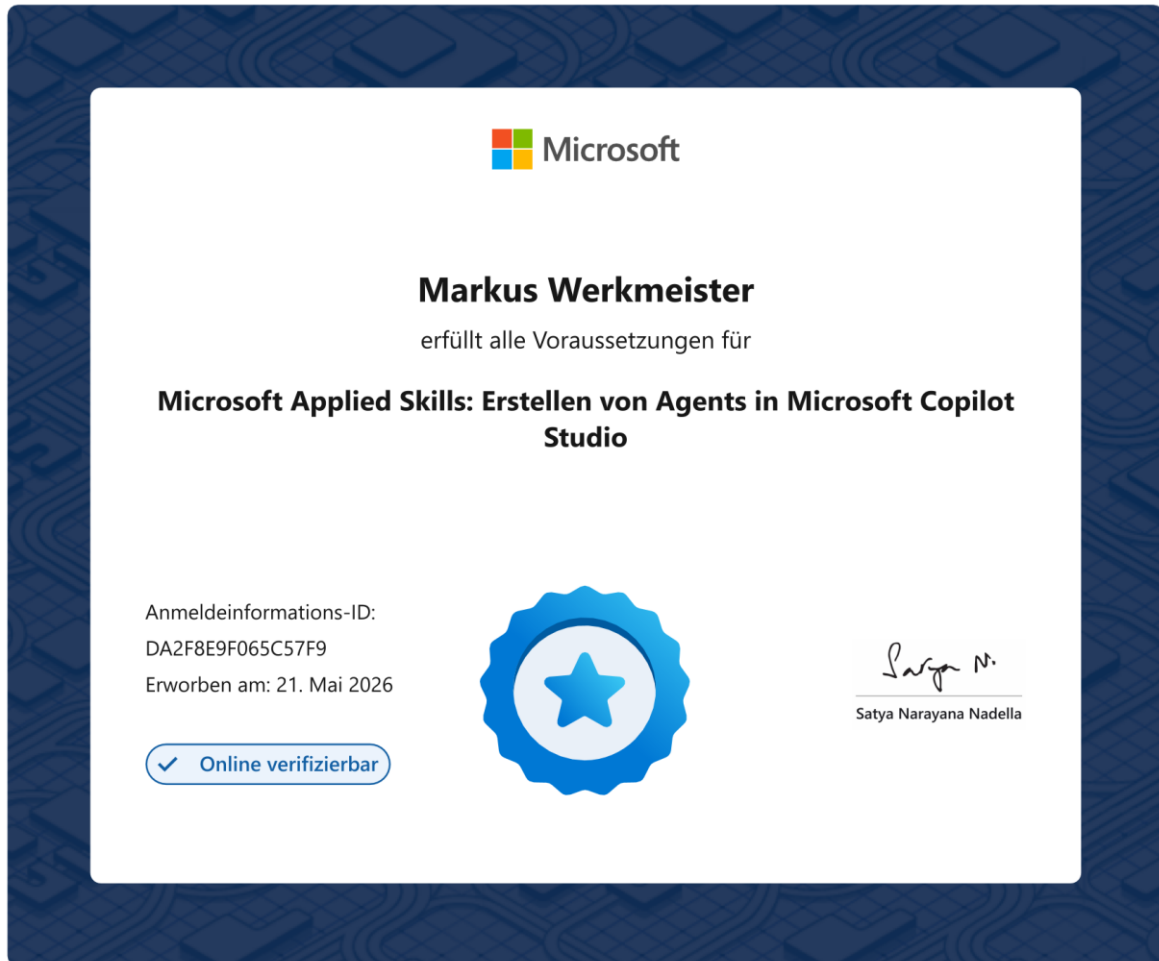 Microsoft
Markus Werkmeister
erfüllt alle Voraussetzungen für
Microsoft Applied Skills: Erstellen von Agents in Microsoft Copilot
Studio
Anmeldeinformations-ID:
DA2F8E9F065C57F9
Erworben am: 21. Mai 2026
Online verifizierbar
Satya N.
Satya Narayana Nadella